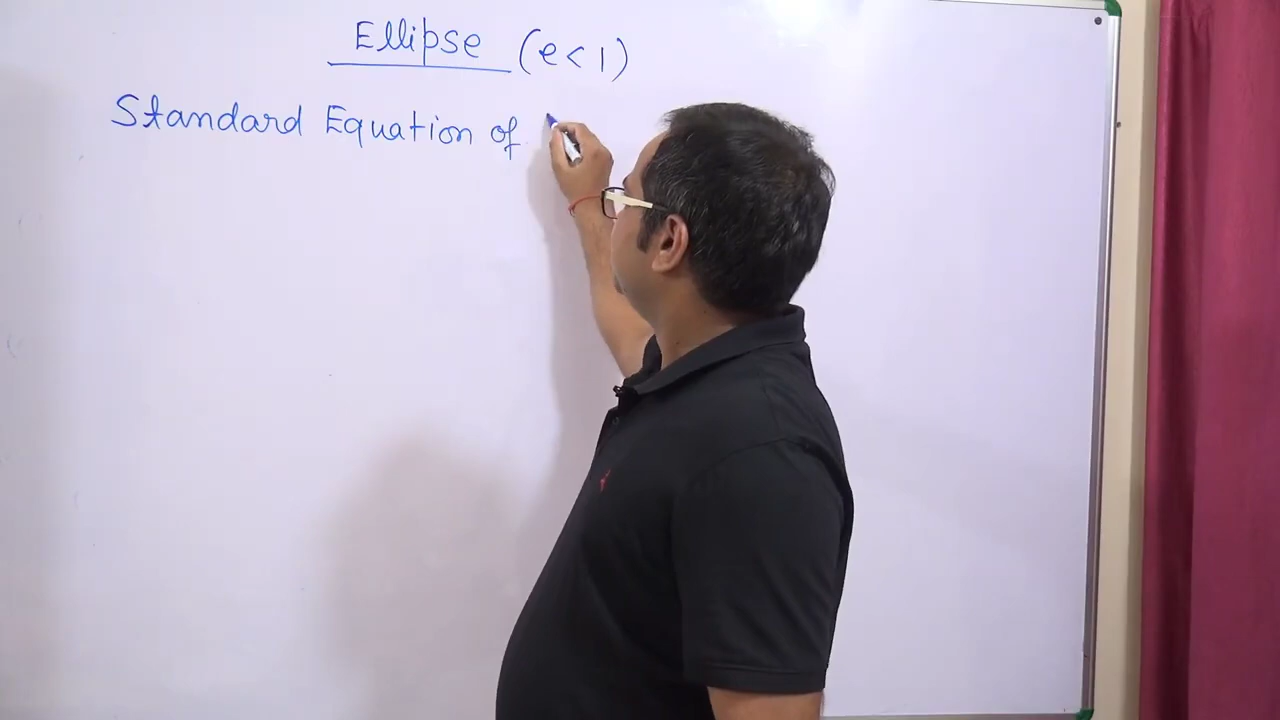 Ellipse (e < 1)
Standard Equation of